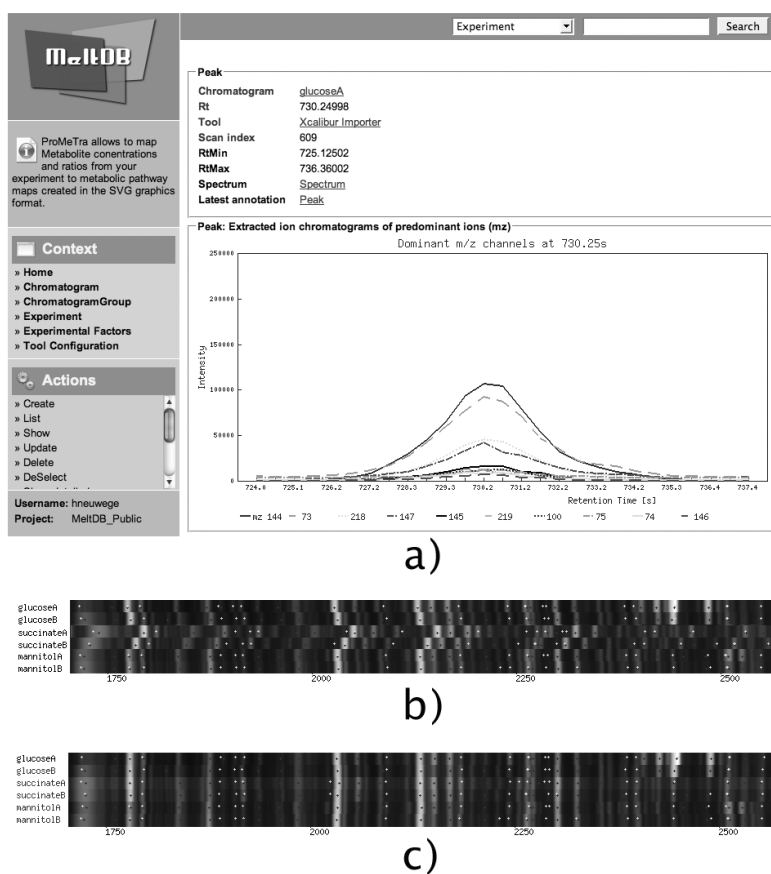 MeltDB
Experiment
Search
ProMeTra allows to map
Metabolite conentrations
and ratios from your
experiment to metabolic pathway
maps created in the SVG graphics
format.
Context
» Home
» Chromatogram
» ChromatogramGroup
» Experiment
» Experimental Factors
» Tool Configuration
Actions
» Create
» List
» Show
» Update
» Delete
» DeSelect
Username: hneuwege
Project: MeltDB_Public
Peak
Chromatogram glucoseA
Rt 730.24998
Tool Xcalibur Importer
Scan index 609
RtMin 725.12502
RtMax 736.36002
Spectrum Spectrum
Latest annotation Peak
Peak: Extracted ion chromatograms of predominant ions (mz)
Dominant m/z channels at 730.25s
Intensity
250000
200000
150000
100000
50000
0
724.0 725.1 726.2 727.2 728.3 729.3 730.2 731.2 732.2 733.2 734.2 735.3 736.4 737.4
Retention Time [s]
mz 144 73 218 147 145 219 100 75 74 146
a)
glucoseA
glucoseB
succinateA
succinateB
mannitolA
mannitolB
1750 2000 2250 2500
b)
glucoseA
glucoseB
succinateA
succinateB
mannitolA
mannitolB
1750 2000 2250 2500
c)